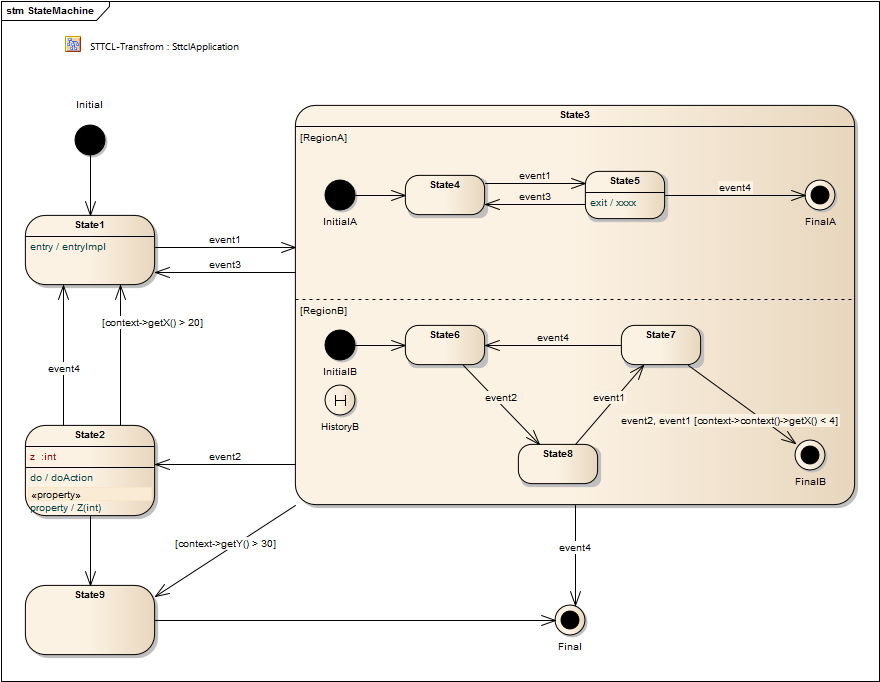 stm StateMachine
STTCL-Transfrom : SttclApplication
Initial
State3
[RegionA]
State4
event1
State5
event4
event3
exit / xxxx
InitialA
FinalA
State1
entry / entryImpl
event1
event3
[RegionB]
[context->getX() > 20]
State6
event4
State7
InitialB
event4
event2
event1
H
HistoryB
event2, event1 [context->context()->getX() < 4]
State2
z :int
event2
State8
do / doAction
FinalB
«property»
property / Z(int)
[context->getY() > 30]
event4
State9
Final